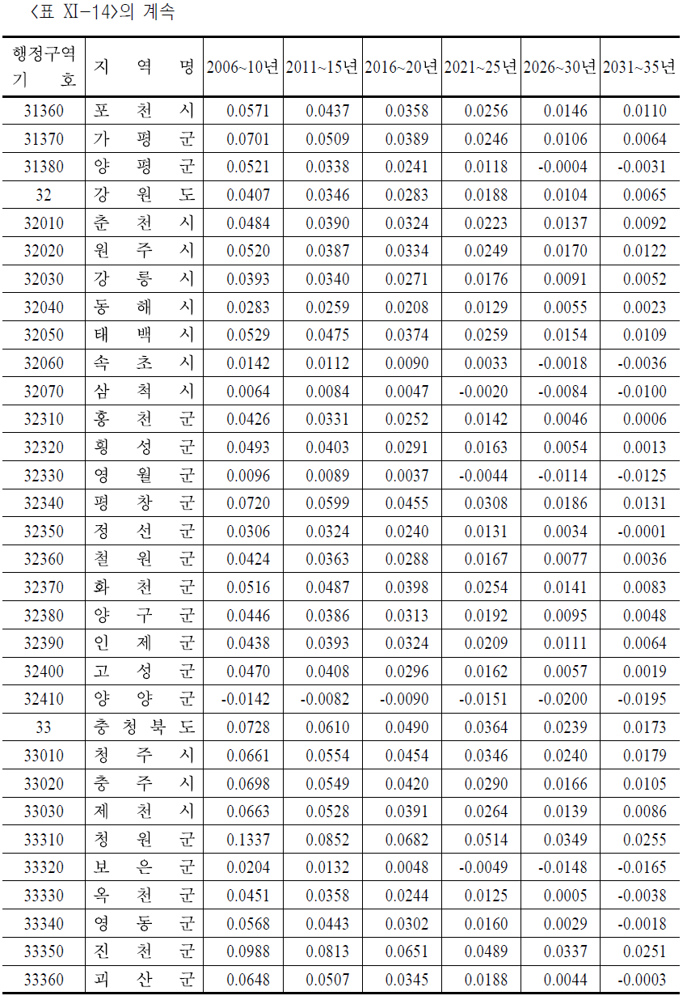 <표 XI-14>의 계속
행정구역 기 호 지 역 명 2006~10년 2011~15년 2016~20년 2021~25년 2026~30년 2031~35년
31360 포 천 시 0.0571 0.0437 0.0358 0.0256 0.0146 0.0110
31370 가 평 군 0.0701 0.0509 0.0389 0.0246 0.0106 0.0064
31380 양 평 군 0.0521 0.0338 0.0241 0.0118 -0.0004 -0.0031
32 강 원 도 0.0407 0.0346 0.0283 0.0188 0.0104 0.0065
32010 춘 천 시 0.0484 0.0390 0.0324 0.0223 0.0137 0.0092
32020 원 주 시 0.0520 0.0387 0.0334 0.0249 0.0170 0.0122
32030 강 릉 시 0.0393 0.0340 0.0271 0.0176 0.0091 0.0052
32040 동 해 시 0.0283 0.0259 0.0208 0.0129 0.0055 0.0023
32050 태 백 시 0.0529 0.0475 0.0374 0.0259 0.0154 0.0109
32060 속 초 시 0.0142 0.0112 0.0090 0.0033 -0.0018 -0.0036
32070 삼 척 시 0.0064 0.0084 0.0047 -0.0020 -0.0084 -0.0100
32310 홍 천 군 0.0426 0.0331 0.0252 0.0142 0.0046 0.0006
32320 횡 성 군 0.0493 0.0403 0.0291 0.0163 0.0054 0.0013
32330 영 월 군 0.0096 0.0089 0.0037 -0.0044 -0.0114 -0.0125
32340 평 창 군 0.0720 0.0599 0.0455 0.0308 0.0186 0.0131
32350 정 선 군 0.0306 0.0324 0.0240 0.0131 0.0034 -0.0001
32360 철 원 군 0.0424 0.0363 0.0288 0.0167 0.0077 0.0036
32370 화 천 군 0.0516 0.0487 0.0398 0.0254 0.0141 0.0083
32380 양 구 군 0.0446 0.0386 0.0313 0.0192 0.0095 0.0048
32390 인 제 군 0.0438 0.0393 0.0324 0.0209 0.0111 0.0064
32400 고 성 군 0.0470 0.0408 0.0296 0.0162 0.0057 0.0019
32410 양 양 군 -0.0142 -0.0082 -0.0090 -0.0151 -0.0200 -0.0195
33 충 청 북 도 0.0728 0.0610 0.0490 0.0364 0.0239 0.0173
33010 청 주 시 0.0661 0.0554 0.0454 0.0346 0.0240 0.0179
33020 충 주 시 0.0698 0.0549 0.0420 0.0290 0.0166 0.0105
33030 제 천 시 0.0663 0.0528 0.0391 0.0264 0.0139 0.0086
33310 청 원 군 0.1337 0.0852 0.0682 0.0514 0.0349 0.0255
33320 보 은 군 0.0204 0.0132 0.0048 -0.0049 -0.0148 -0.0165
33330 옥 천 군 0.0451 0.0358 0.0244 0.0125 0.0005 -0.0038
33340 영 동 군 0.0568 0.0443 0.0302 0.0160 0.0029 -0.0018
33350 진 천 군 0.0988 0.0813 0.0651 0.0489 0.0337 0.0251
33360 괴 산 군 0.0648 0.0507 0.0345 0.0188 0.0044 -0.0003